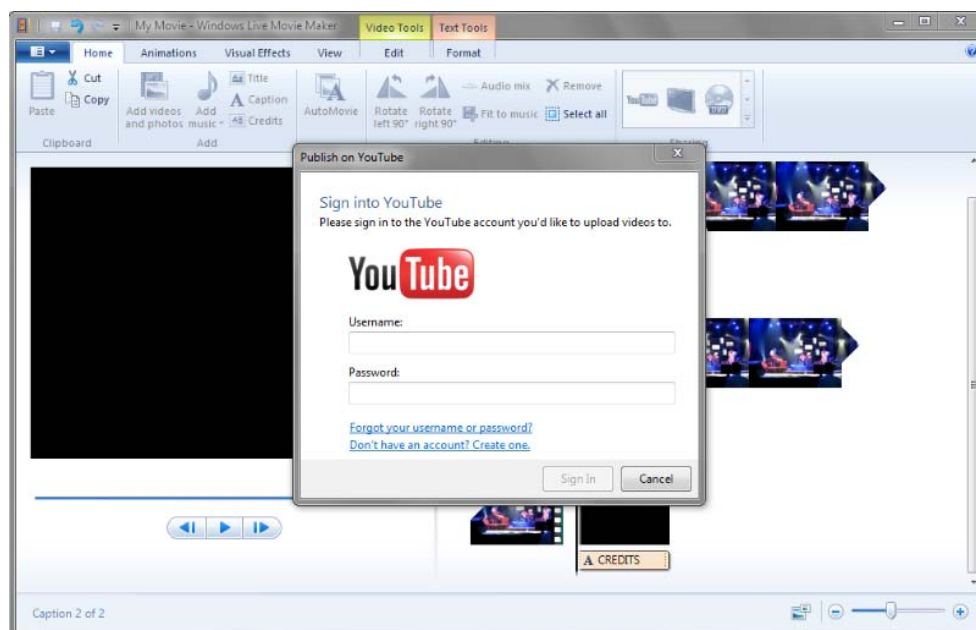 My Movie - Windows Live Movie Maker
Video Tools
Text Tools
Home
Animations
Visual Effects
View
Edit
Format
Paste
Cut
Copy
Clipboard
Add videos
and photos
Add
music
Title
Caption
Credits
Add
AutoMovie
Rotate
left 90°
Rotate
right 90°
Audio mix
Fit to music
Remove
Select all
YouTube
DVD
Publish on YouTube
Sign into YouTube
Please sign in to the YouTube account you'd like to upload videos to.
YouTube
Username:
Password:
Forgot your username or password?
Don't have an account? Create one.
Sign In
Cancel
A CREDITS
Caption 2 of 2